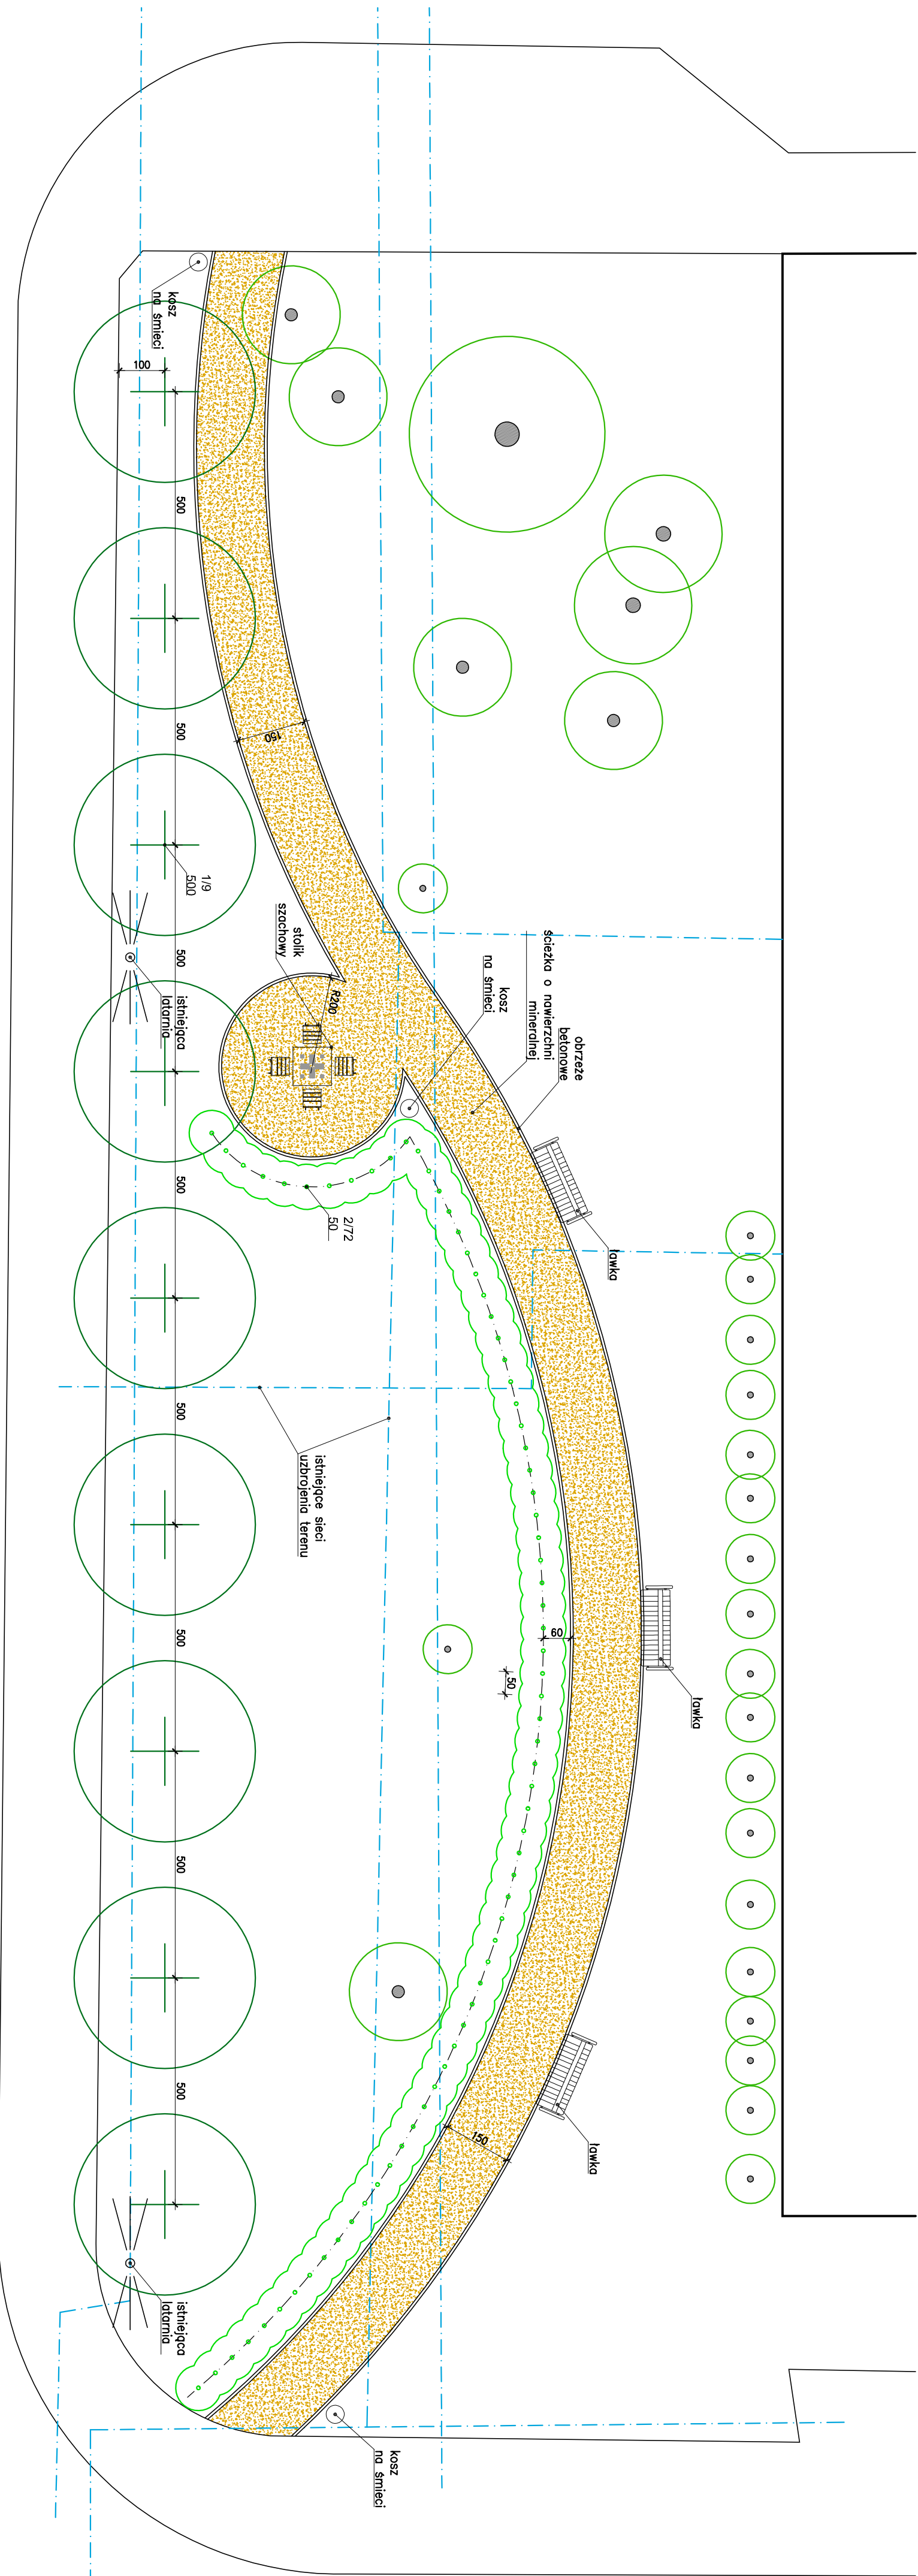 kosz
na śmieci
100
500
500
150
1/9
500
500
istniejąca
latarnia
stolik
szachowy
R200
kosz
na śmieci
ścieżka o nawierzchni
mineralnej
obrzeże
betonowe
ławka
2/72
50
500
500
istniejące sieci
uzbrojenia terenu
60
50
ławka
500
500
150
ławka
500
istniejąca
latarnia
kosz
na śmieci